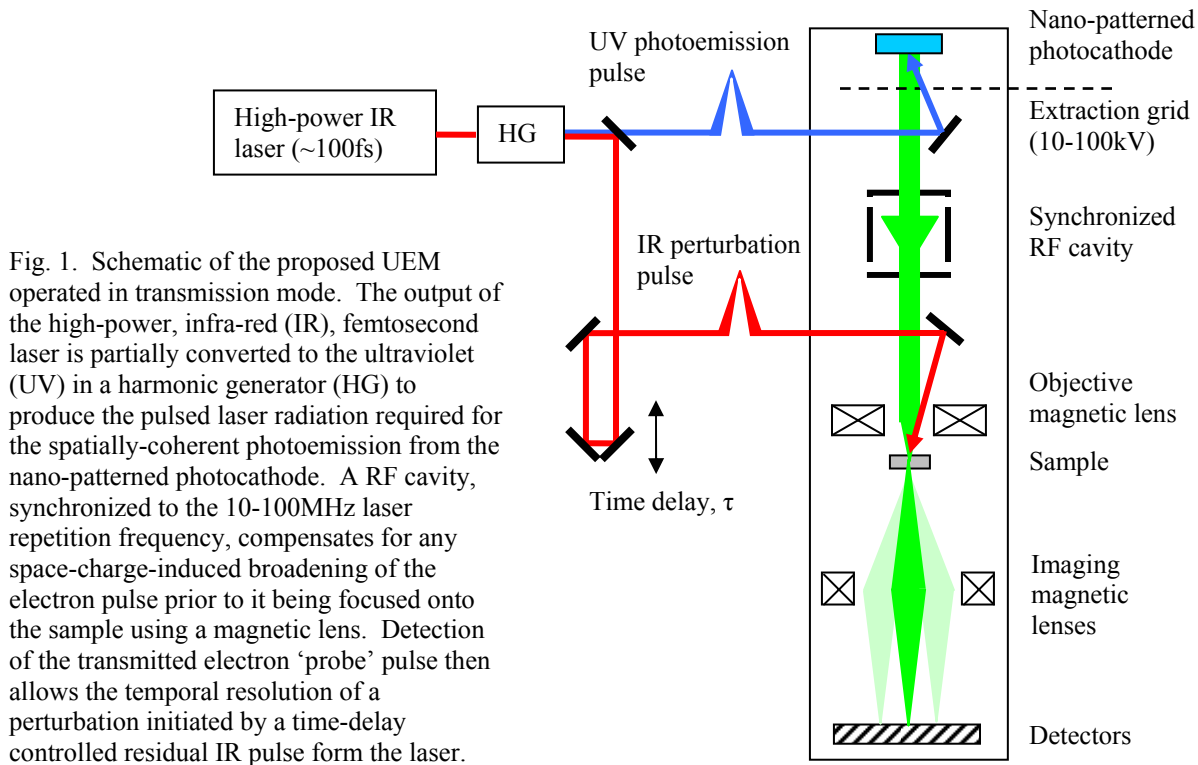 Nano-patterned
photocathode
UV photoemission
pulse
High-power IR
laser (~100fs)
HG
Extraction grid
(10-100kV)
Synchronized
RF cavity
IR perturbation
pulse
Objective
magnetic lens
Sample
Time delay, τ
Imaging
magnetic
lenses
Detectors
Fig. 1. Schematic of the proposed UEM
operated in transmission mode. The output of
the high-power, infra-red (IR), femtosecond
laser is partially converted to the ultraviolet
(UV) in a harmonic generator (HG) to
produce the pulsed laser radiation required for
the spatially-coherent photoemission from the
nano-patterned photocathode. A RF cavity,
synchronized to the 10-100MHz laser
repetition frequency, compensates for any
space-charge-induced broadening of the
electron pulse prior to it being focused onto
the sample using a magnetic lens. Detection
of the transmitted electron ‘probe’ pulse then
allows the temporal resolution of a
perturbation initiated by a time-delay
controlled residual IR pulse form the laser.